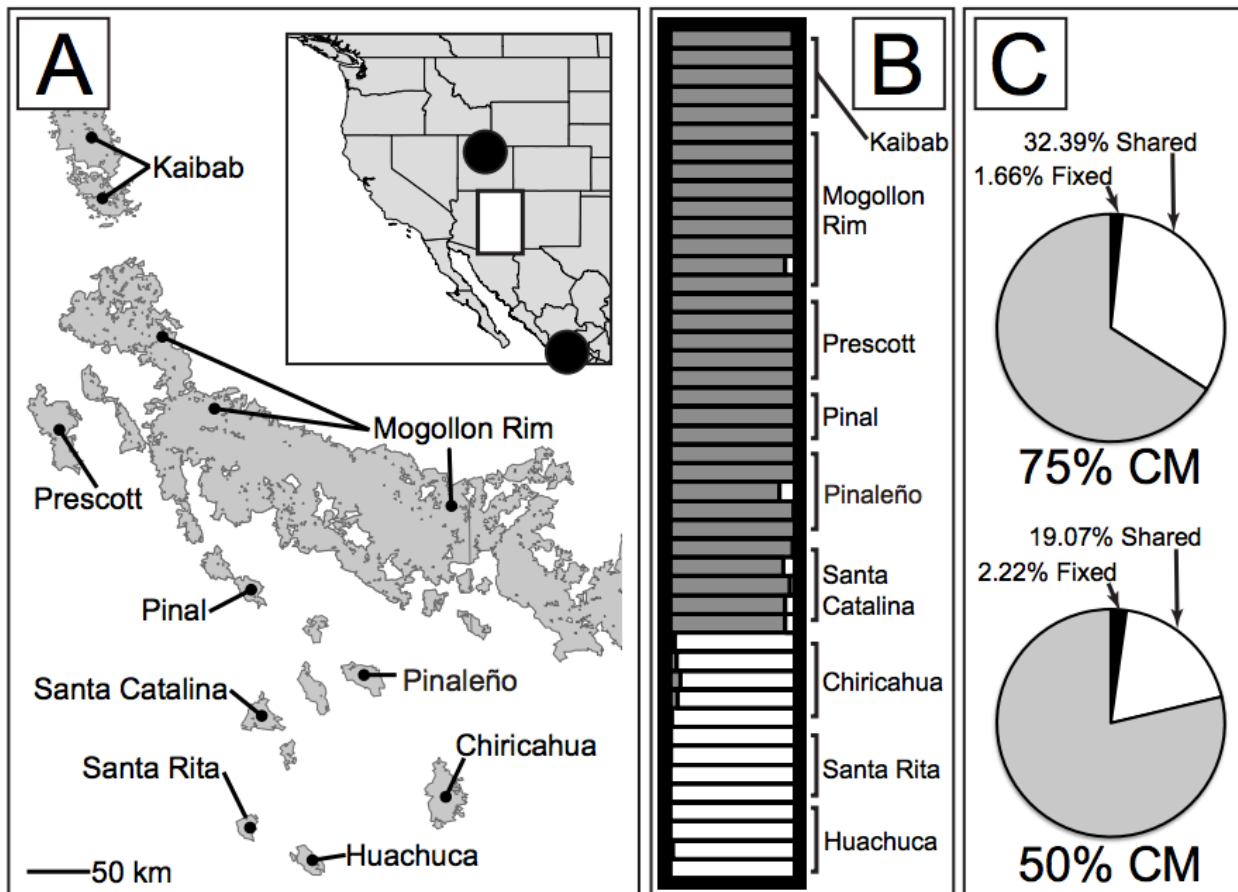 A
Kaibab
Mogollon Rim
Prescott
Pinal
Pinaleño
Santa Catalina
Chiricahua
Santa Rita
Huachuca
50 km
B
Kaibab
Mogollon
Rim
Prescott
Pinal
Pinaleño
Santa
Catalina
Chiricahua
Santa Rita
Huachuca
C
32.39% Shared
1.66% Fixed
75% CM
19.07% Shared
2.22% Fixed
50% CM